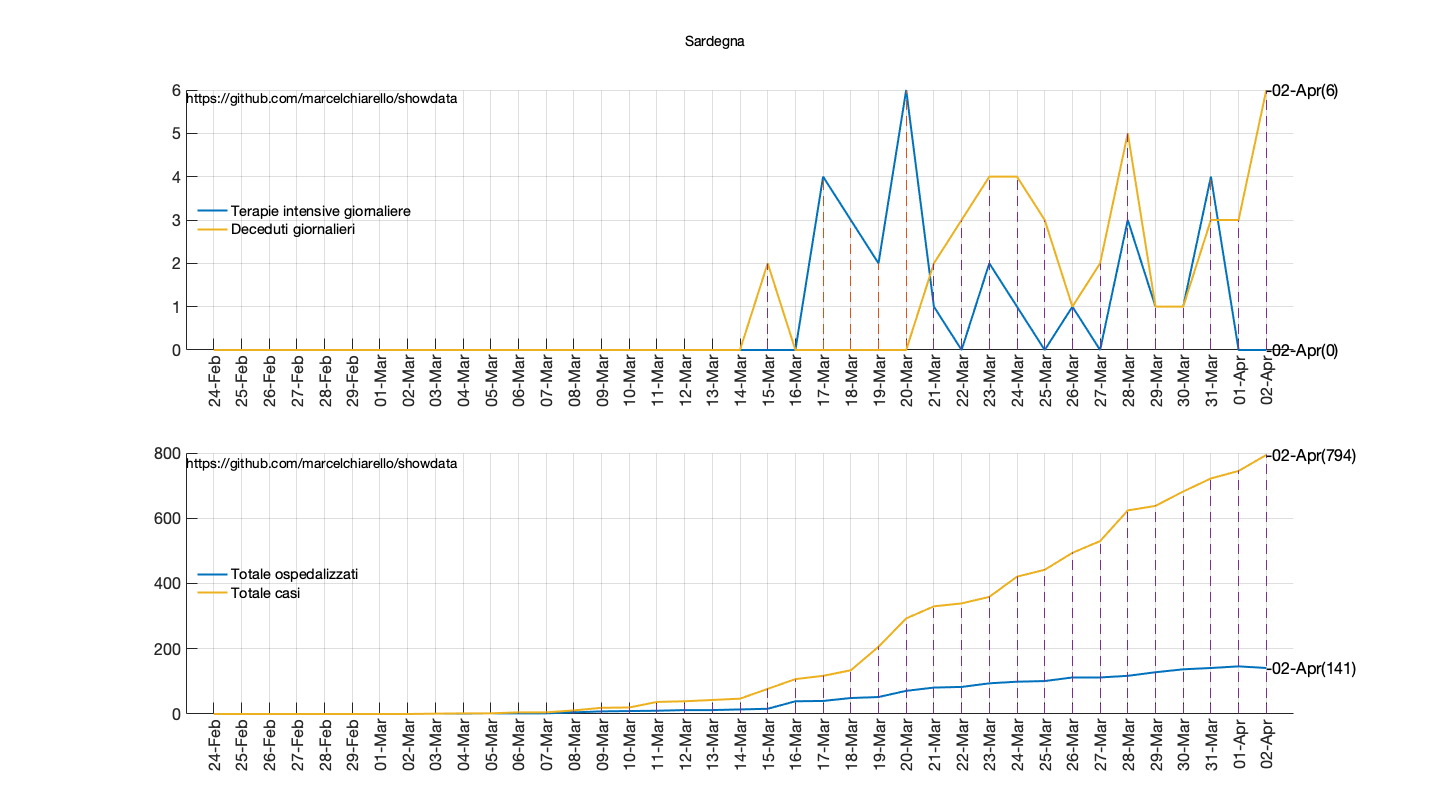 Sardegna
6
https://github.com/marcelchiarello/showdata
-02-Apr(6)
5
4
Terapie intensive giornaliere
3
Deceduti giornalieri
2
1
0
-02-Apr(0)
24-Feb 25-Feb 26-Feb 27-Feb 28-Feb 29-Feb 01-Mar 02-Mar 03-Mar 04-Mar 05-Mar 06-Mar 07-Mar 08-Mar 09-Mar 10-Mar 11-Mar 12-Mar 13-Mar 14-Mar 15-Mar 16-Mar 17-Mar 18-Mar 19-Mar 20-Mar 21-Mar 22-Mar 23-Mar 24-Mar 25-Mar 26-Mar 27-Mar 28-Mar 29-Mar 30-Mar 31-Mar 01-Apr 02-Apr
800
https://github.com/marcelchiarello/showdata
-02-Apr(794)
600
Totale ospedalizzati
400
Totale casi
200
-02-Apr(141)
0
24-Feb 25-Feb 26-Feb 27-Feb 28-Feb 29-Feb 01-Mar 02-Mar 03-Mar 04-Mar 05-Mar 06-Mar 07-Mar 08-Mar 09-Mar 10-Mar 11-Mar 12-Mar 13-Mar 14-Mar 15-Mar 16-Mar 17-Mar 18-Mar 19-Mar 20-Mar 21-Mar 22-Mar 23-Mar 24-Mar 25-Mar 26-Mar 27-Mar 28-Mar 29-Mar 30-Mar 31-Mar 01-Apr 02-Apr